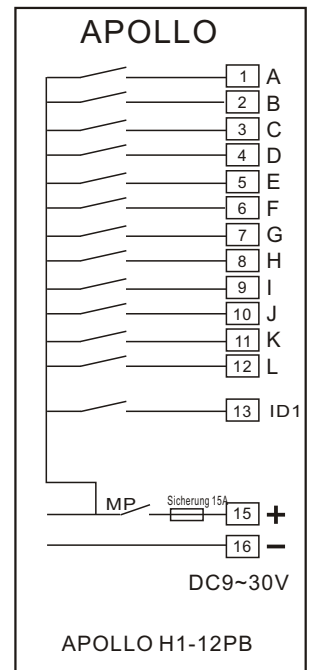 APOLLO
1 A
2 B
3 C
4 D
5 E
6 F
7 G
8 H
9 I
10 J
11 K
12 L
13 ID1
MP Sicherung 15A 15 +
16 −
DC9~30V
APOLLO H1-12PB